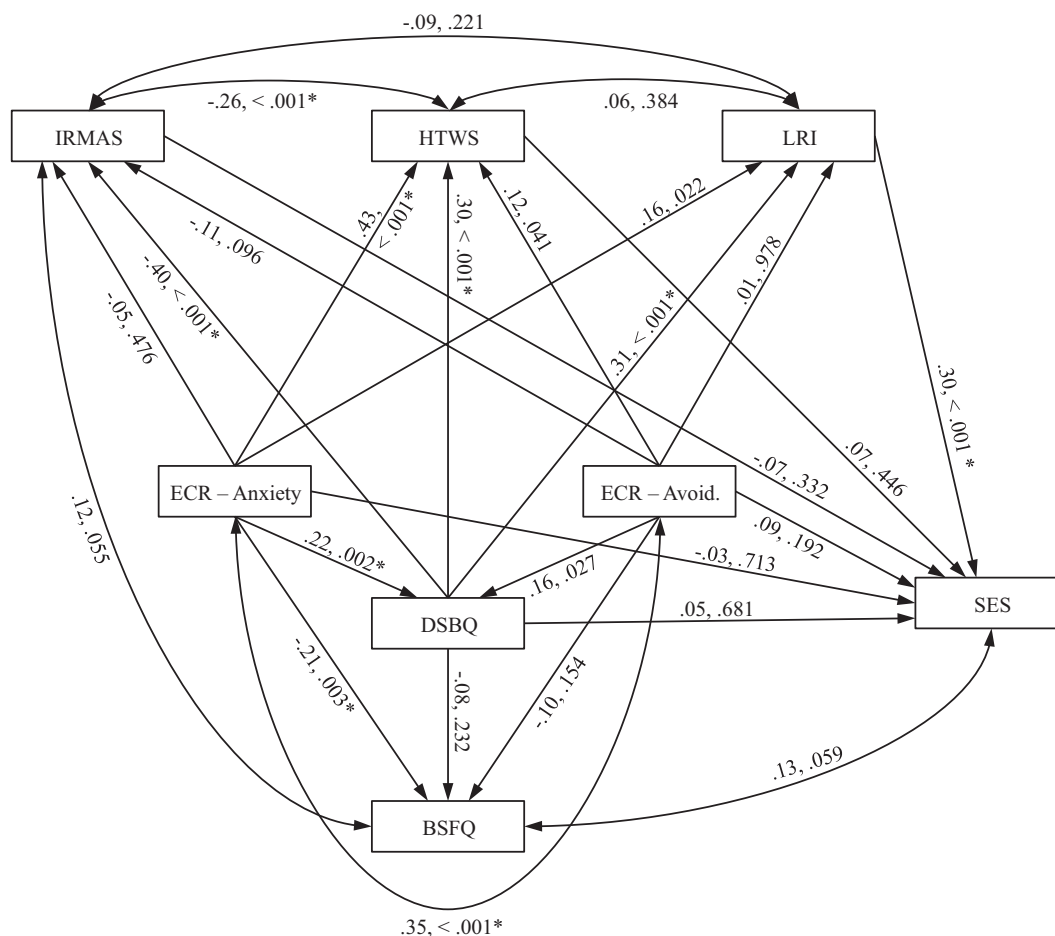 -.09, .221
-.26, < .001*
.06, .384
IRMAS
HTWS
LRI
.43,
< .001*
.30, < .001*
.12, .041
.16, .022
-.11, .096
-.40, < .001*
-.05, .476
.01, .978
.31, < .001*
.30, < .001*
.07, .446
-.07, .332
ECR – Anxiety
ECR – Avoid.
.12, .055
.22, .002*
.16, .027
.09, .192
-.03, .713
SES
DSBQ
.05, .681
-.21, .003*
-.08, .232
-.10, .154
.13, .059
BSFQ
.35, < .001*